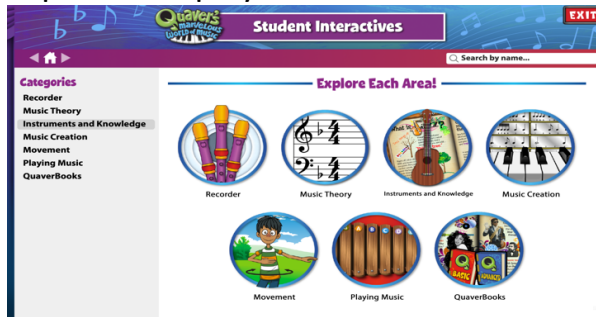 Quaver's
marvelous
World of Music
Student Interactives
EXIT
Search by name...
Categories
Recorder
Music Theory
Instruments and Knowledge
Music Creation
Movement
Playing Music
QuaverBooks
Explore Each Area!
Recorder
Music Theory
Instruments and Knowledge
Music Creation
A B C D
Movement
Playing Music
BASIC
QuaverBooks